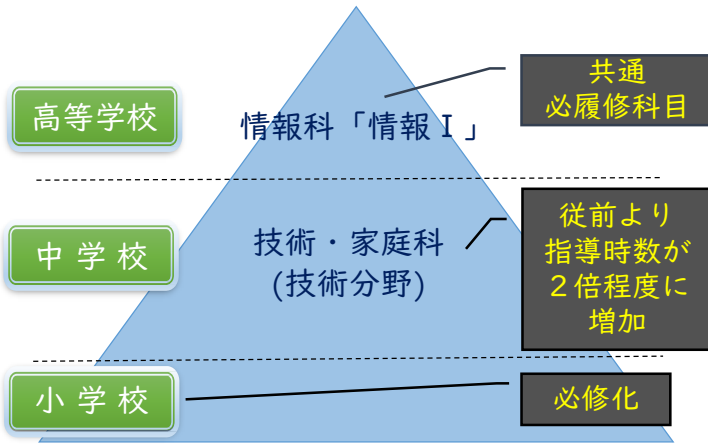 高等学校
情報科「情報Ⅰ」
共通
必履修科目
中学校
技術・家庭科
(技術分野)
従前より
指導時数が
２倍程度に
増加
小学校
必修化